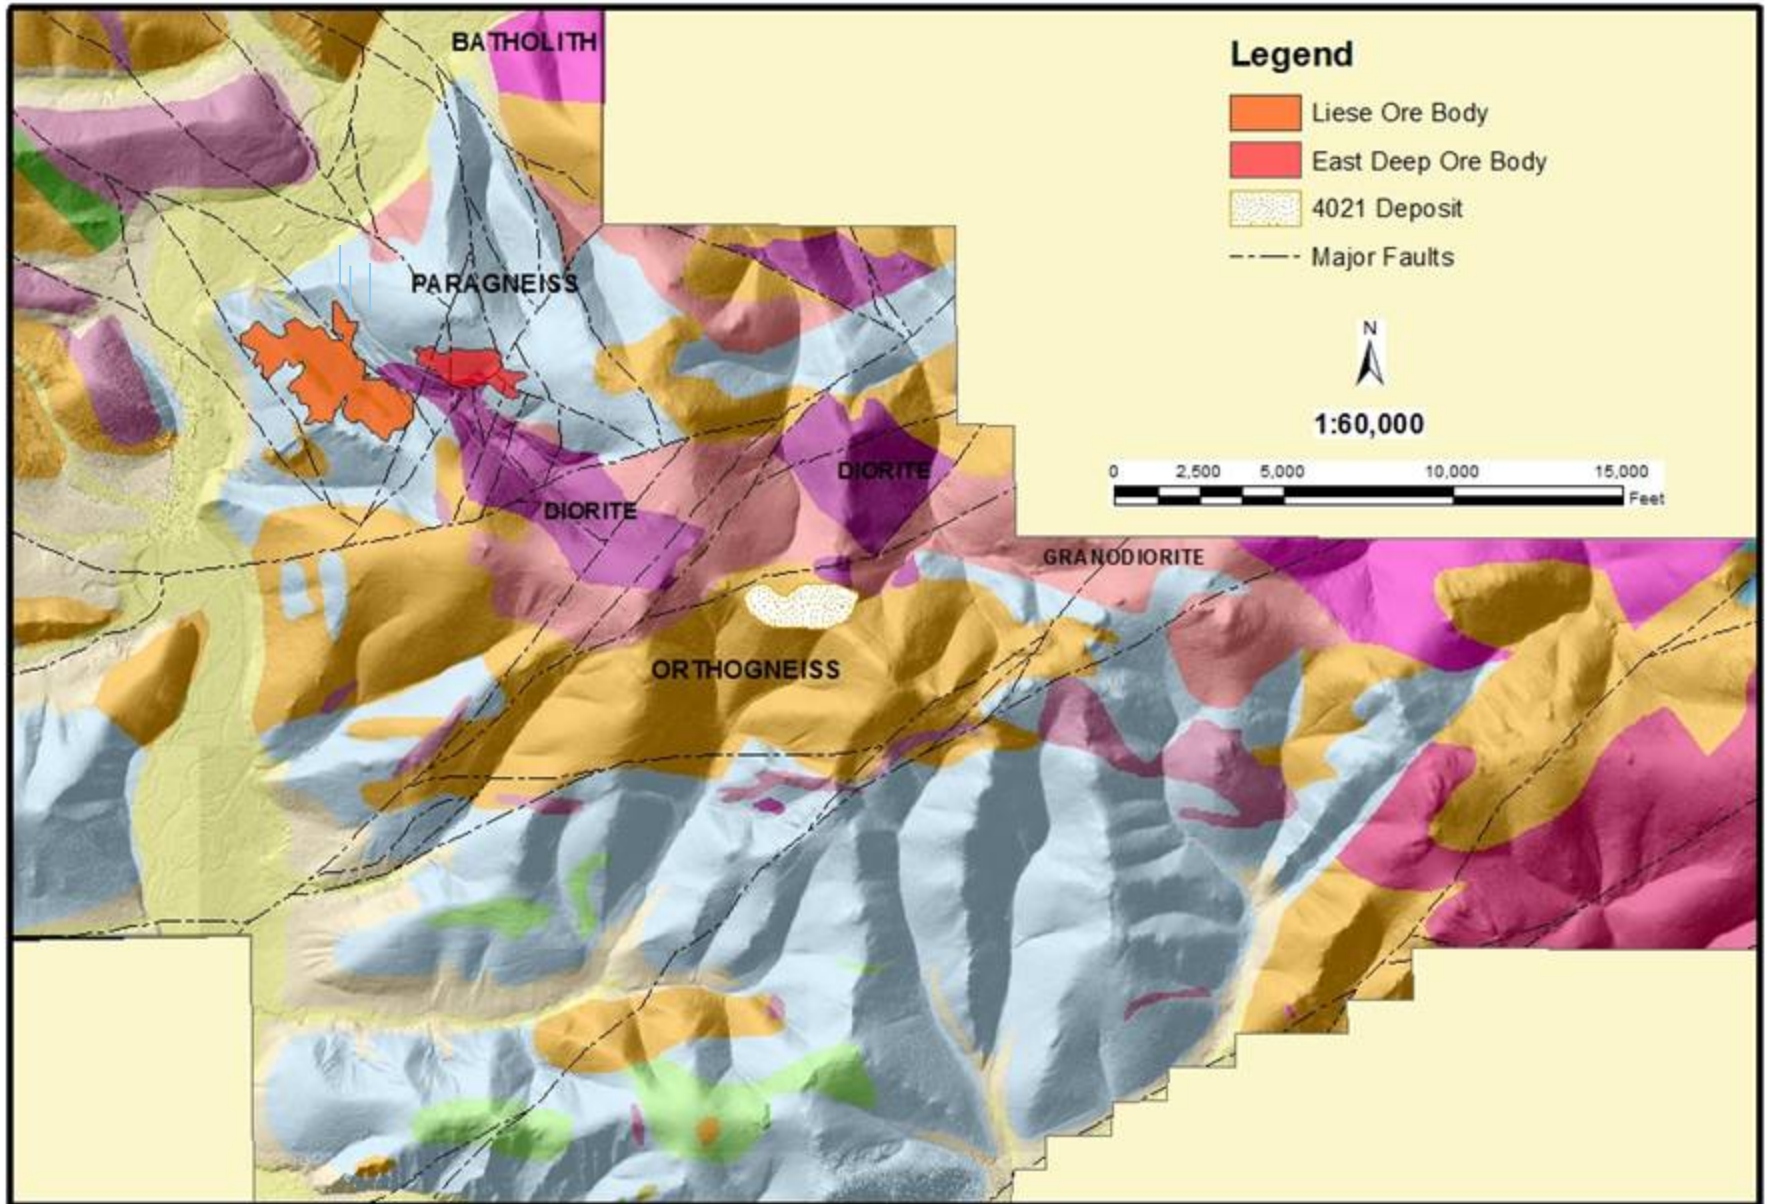 BATHOLITH
Legend
Liese Ore Body
East Deep Ore Body
4021 Deposit
Major Faults
PARAGNEISS
N
1:60,000
0 2,500 5,000 10,000 15,000
Feet
DIORITE
DIORITE
GRANODIORITE
ORTHOGNEISS